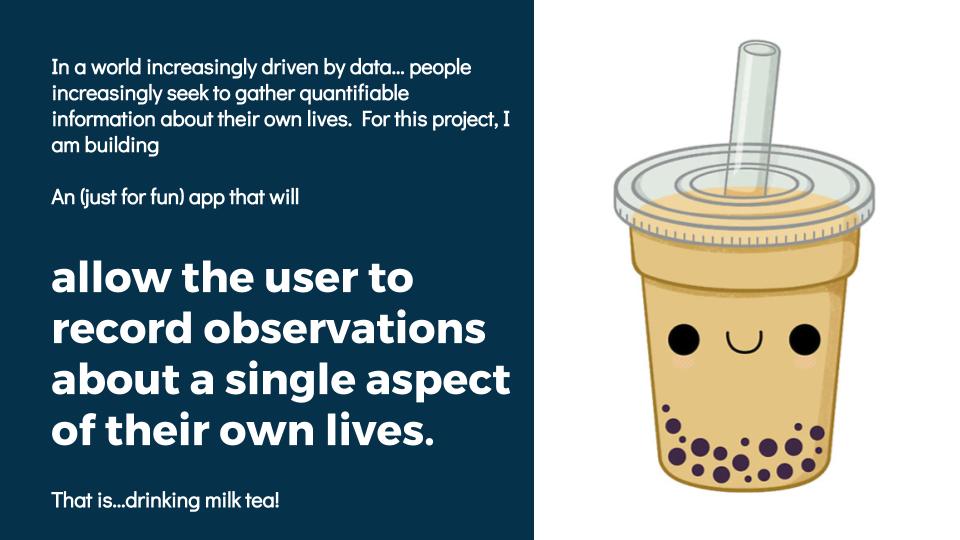 In a world increasingly driven by data... people
increasingly seek to gather quantifiable
information about their own lives.  For this project, I
am building
An (just for fun) app that will
allow the user to
record observations
about a single aspect
of their own lives.
That is...drinking milk tea!